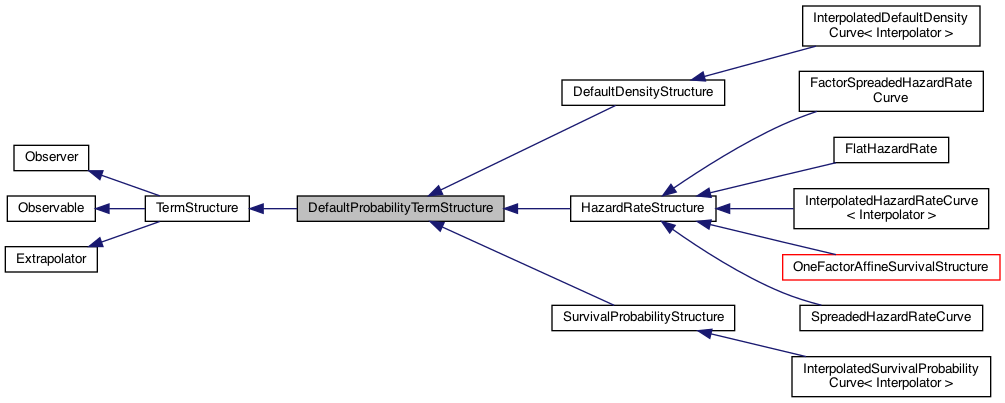 InterpolatedDefaultDensity
Curve< Interpolator >
DefaultDensityStructure
FactorSpreadedHazardRate
Curve
Observer
FlatHazardRate
Observable
TermStructure
DefaultProbabilityTermStructure
HazardRateStructure
InterpolatedHazardRateCurve
< Interpolator >
Extrapolator
OneFactorAffineSurvivalStructure
SurvivalProbabilityStructure
SpreadedHazardRateCurve
InterpolatedSurvivalProbability
Curve< Interpolator >